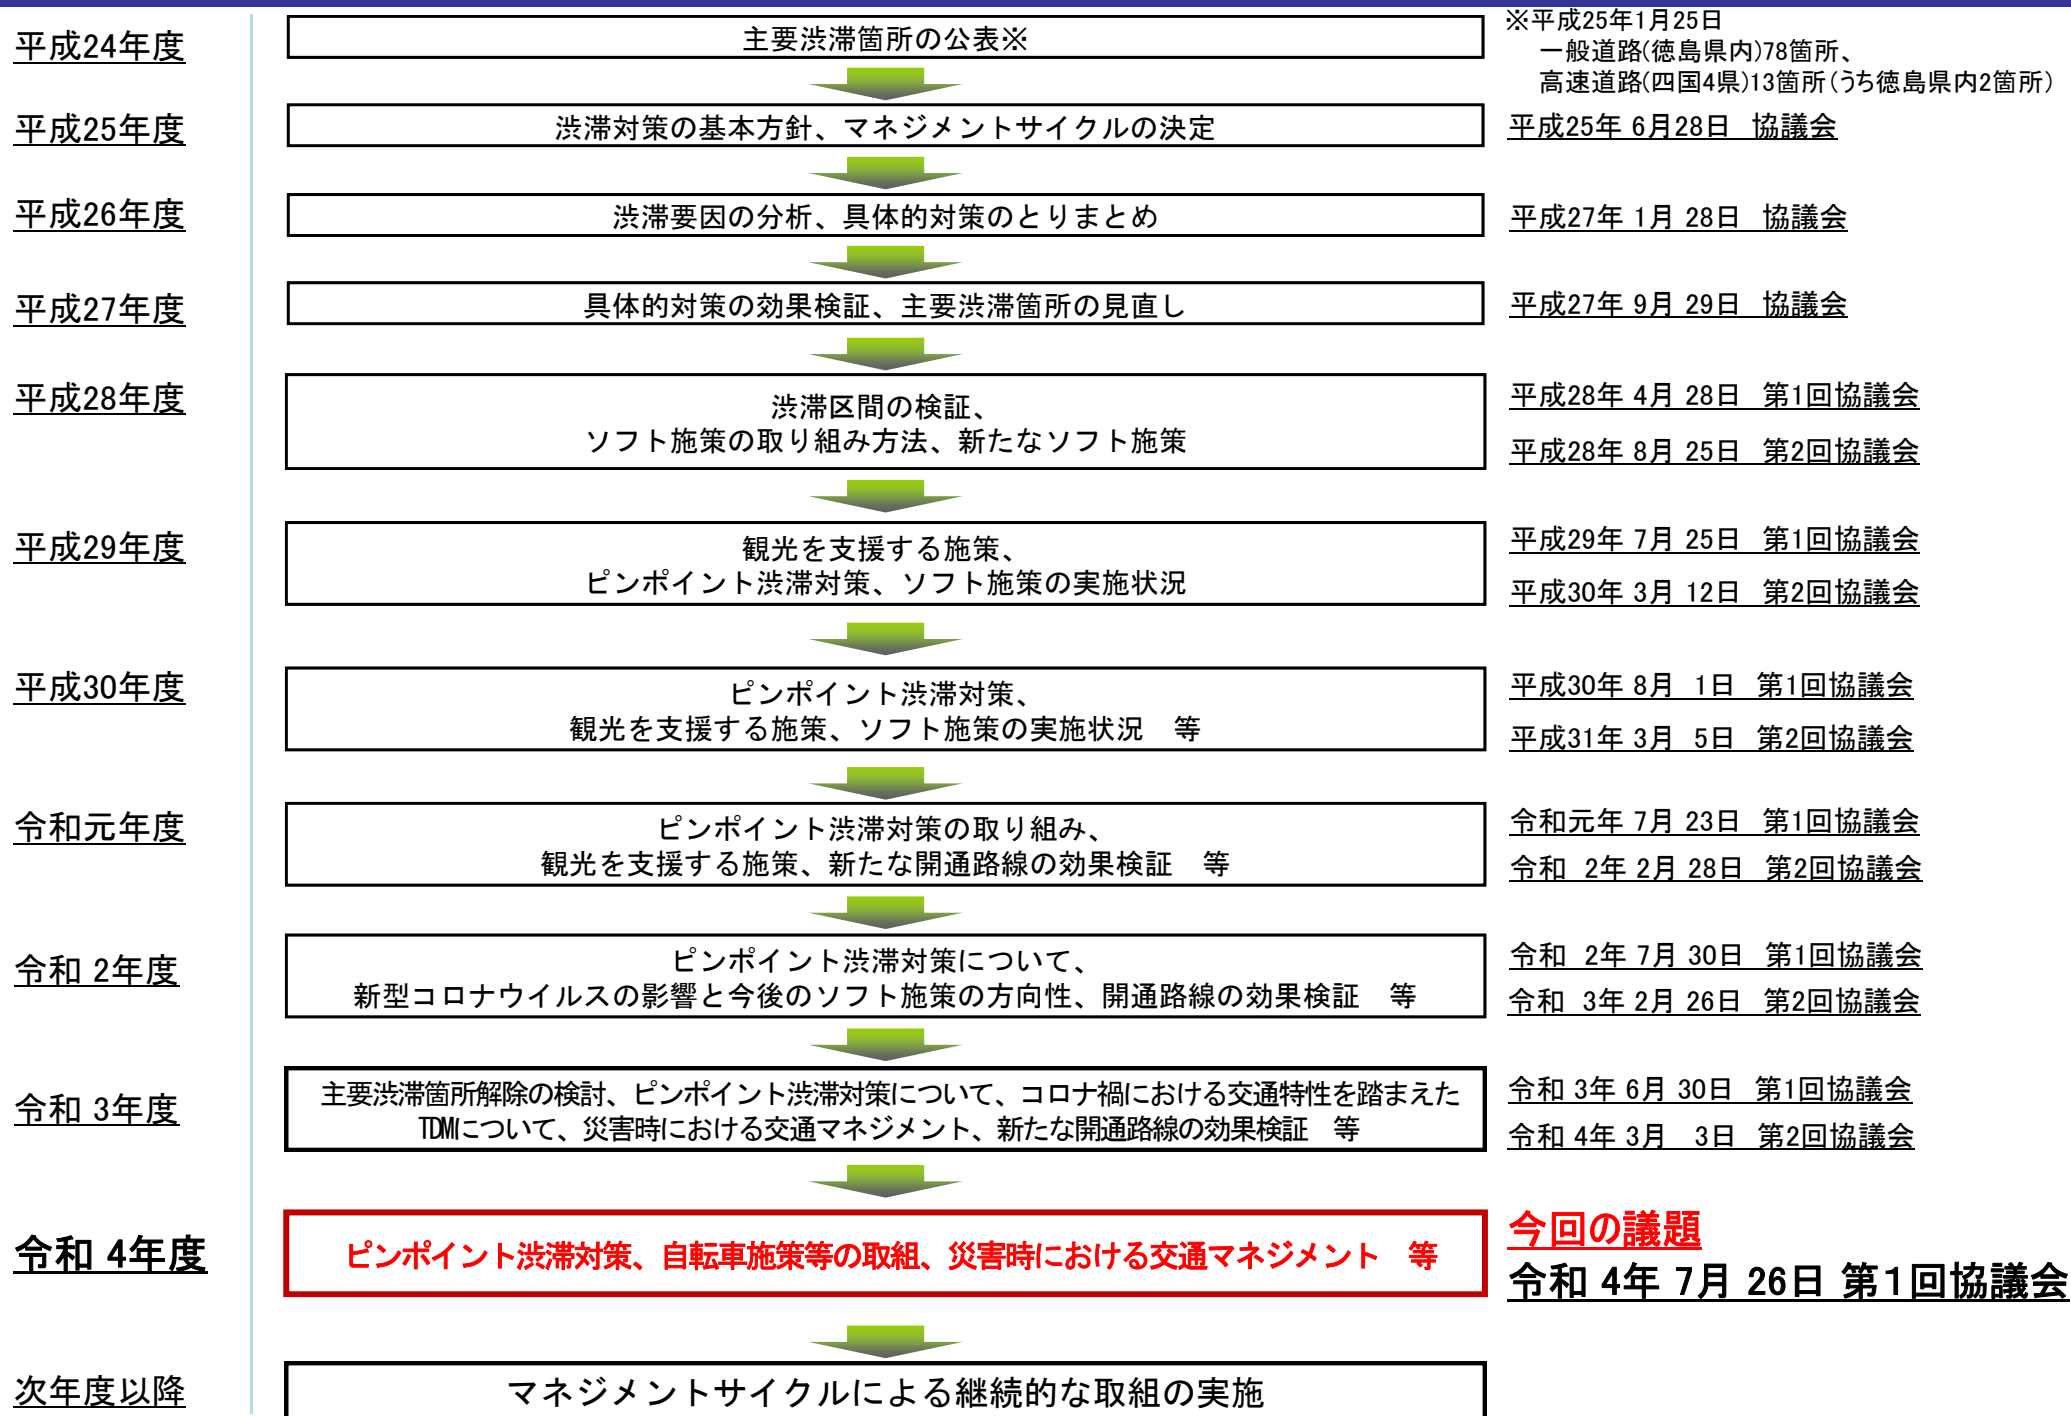 平成24年度
主要渋滞箇所の公表※
※平成25年1月25日
一般道路(徳島県内)78箇所、
高速道路(四国4県)13箇所(うち徳島県内2箇所)
平成25年度
渋滞対策の基本方針、マネジメントサイクルの決定
平成25年 6月28日 協議会
平成26年度
渋滞要因の分析、具体的対策のとりまとめ
平成27年 1月 28日 協議会
平成27年度
具体的対策の効果検証、主要渋滞箇所の見直し
平成27年 9月 29日 協議会
平成28年度
渋滞区間の検証、
ソフト施策の取り組み方法、新たなソフト施策
平成28年 4月 28日 第1回協議会
平成28年 8月 25日 第2回協議会
平成29年度
観光を支援する施策、
ピンポイント渋滞対策、ソフト施策の実施状況
平成29年 7月 25日 第1回協議会
平成30年 3月 12日 第2回協議会
平成30年度
ピンポイント渋滞対策、
観光を支援する施策、ソフト施策の実施状況 等
平成30年 8月 1日 第1回協議会
平成31年 3月 5日 第2回協議会
令和元年度
ピンポイント渋滞対策の取り組み、
観光を支援する施策、新たな開通路線の効果検証 等
令和元年 7月 23日 第1回協議会
令和 2年 2月 28日 第2回協議会
令和 2年度
ピンポイント渋滞対策について、
新型コロナウイルスの影響と今後のソフト施策の方向性、開通路線の効果検証 等
令和 2年 7月 30日 第1回協議会
令和 3年 2月 26日 第2回協議会
令和 3年度
主要渋滞箇所解除の検討、ピンポイント渋滞対策について、コロナ禍における交通特性を踏まえた
TDMについて、災害時における交通マネジメント、新たな開通路線の効果検証 等
令和 3年 6月 30日 第1回協議会
令和 4年 3月 3日 第2回協議会
令和 4年度
ピンポイント渋滞対策、自転車施策等の取組、災害時における交通マネジメント 等
今回の議題
令和 4年 7月 26日 第1回協議会
次年度以降
マネジメントサイクルによる継続的な取組の実施